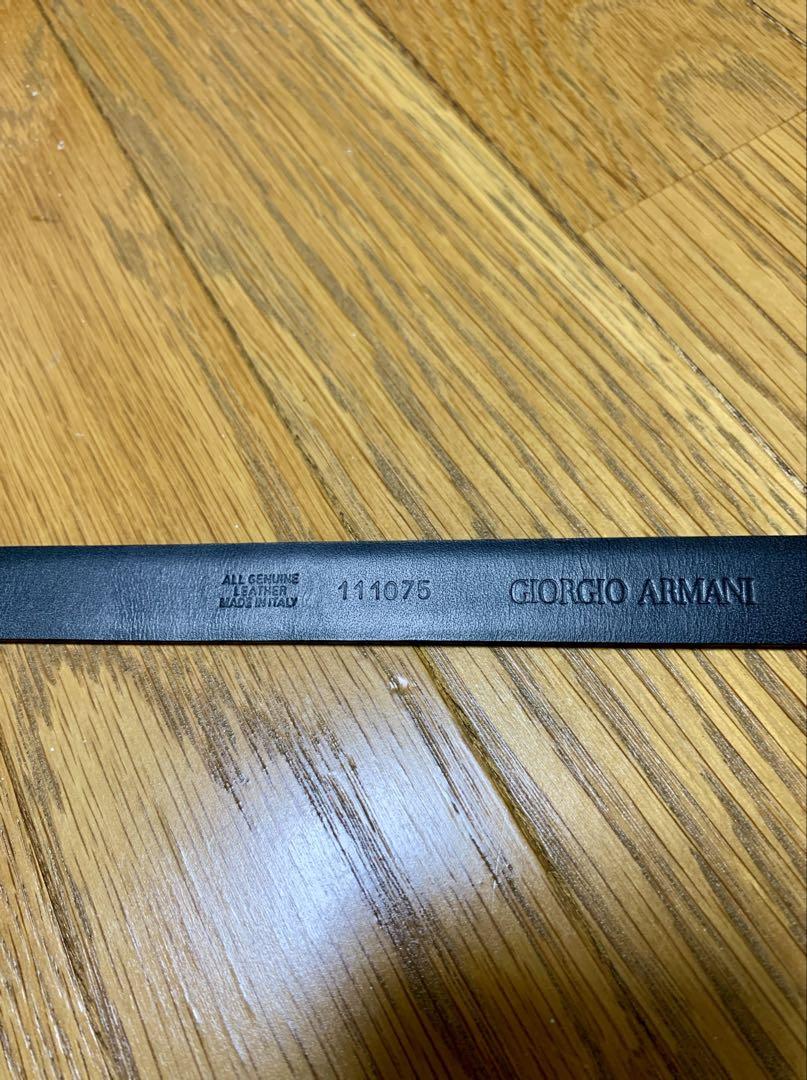 ALL GENUINE
LEATHER
MADE IN ITALY
111075
GIORGIO ARMANI